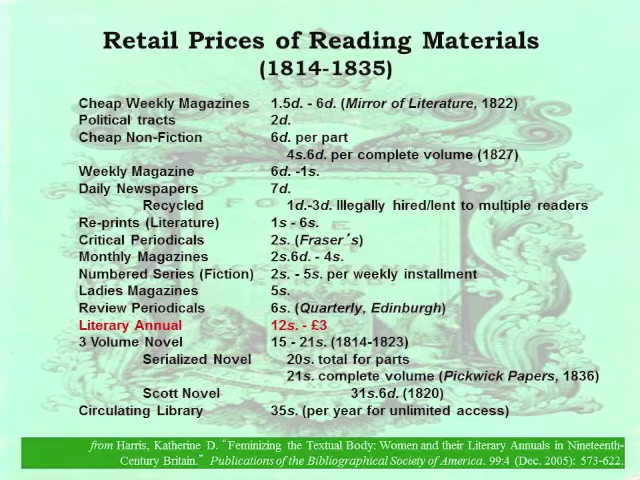 Retail Prices of Reading Materials
(1814-1835)
Cheap Weekly Magazines 1.5d. - 6d. (Mirror of Literature, 1822)
Political tracts 2d.
Cheap Non-Fiction 6d. per part
4s.6d. per complete volume (1827)
Weekly Magazine 6d. -1s.
Daily Newspapers 7d.
Recycled 1d.-3d. Illegally hired/lent to multiple readers
Re-prints (Literature) 1s - 6s.
Critical Periodicals 2s. (Fraser´s)
Monthly Magazines 2s.6d. - 4s.
Numbered Series (Fiction) 2s. - 5s. per weekly installment
Ladies Magazines 5s.
Review Periodicals 6s. (Quarterly, Edinburgh)
Literary Annual 12s. - £3
3 Volume Novel 15 - 21s. (1814-1823)
Serialized Novel 20s. total for parts
21s. complete volume (Pickwick Papers, 1836)
Scott Novel 31s.6d. (1820)
Circulating Library 35s. (per year for unlimited access)
from Harris, Katherine D. “Feminizing the Textual Body: Women and their Literary Annuals in Nineteenth-
Century Britain.” Publications of the Bibliographical Society of America. 99:4 (Dec. 2005): 573-622.